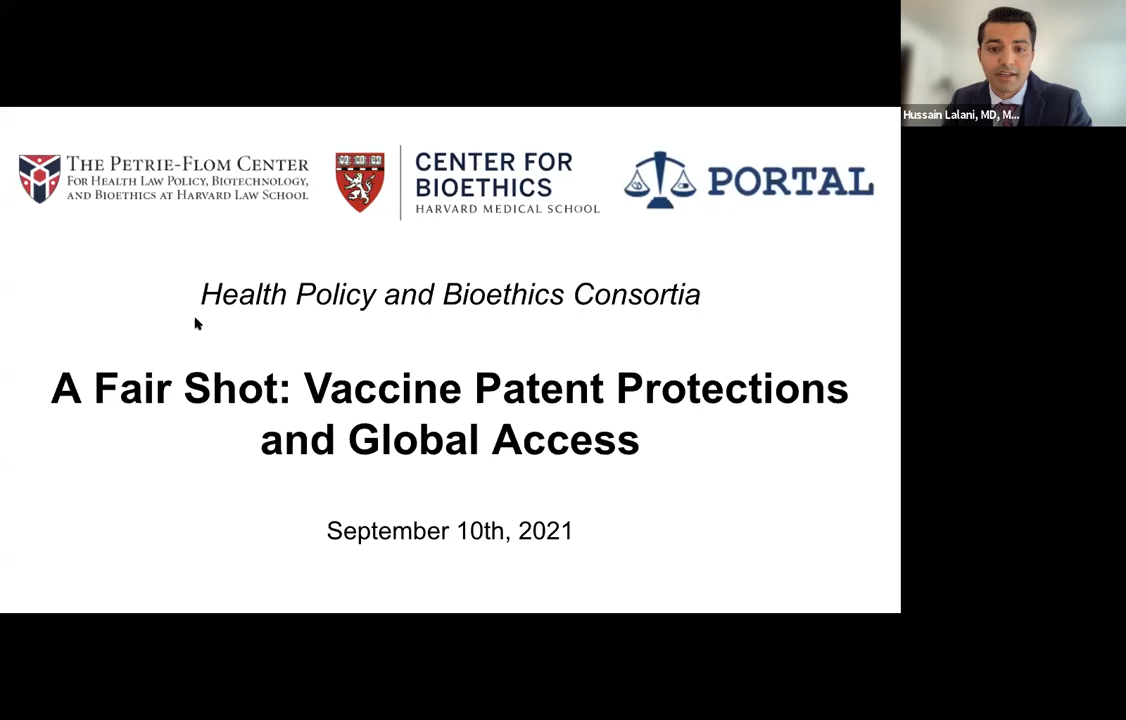 Hussain Lalani, MD, M...
THE PETRIE-FLOM CENTER
FOR HEALTH LAW POLICY, BIOTECHNOLOGY,
AND BIOETHICS AT HARVARD LAW SCHOOL
CENTER FOR
BIOETHICS
HARVARD MEDICAL SCHOOL
PORTAL
Health Policy and Bioethics Consortia
A Fair Shot: Vaccine Patent Protections
and Global Access
September 10th, 2021